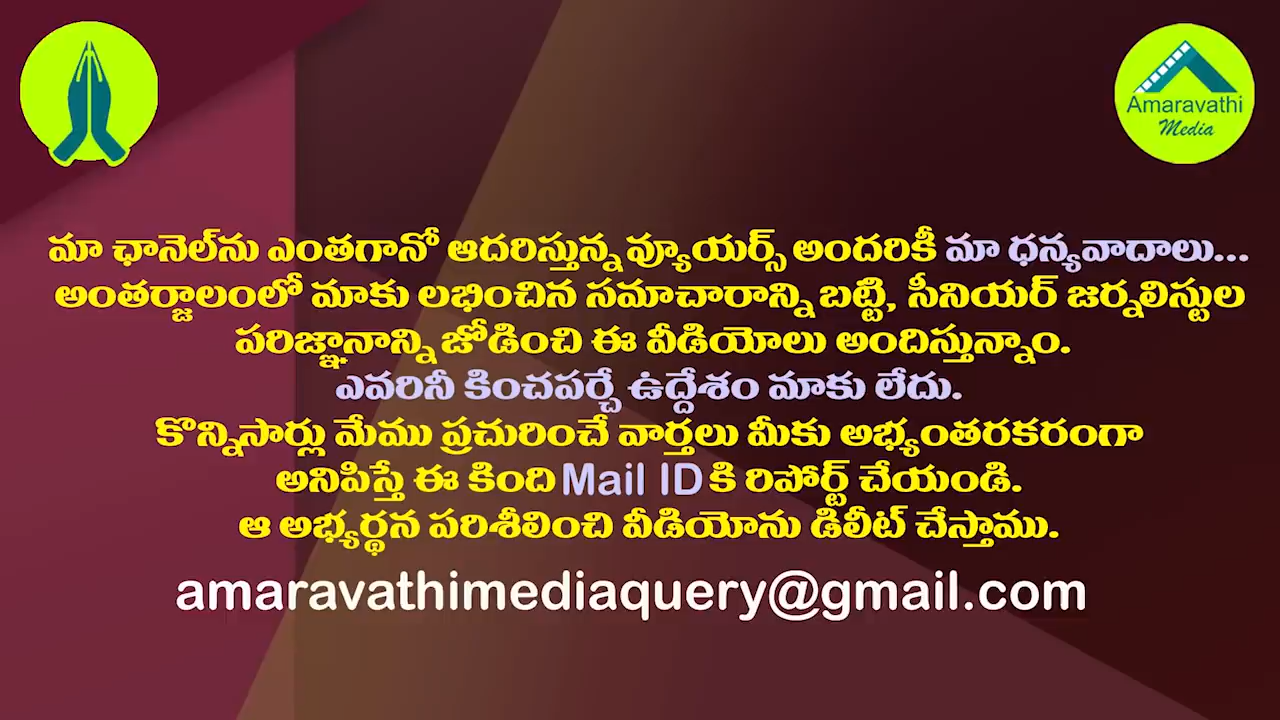 Amaravathi
Media
మా ఛానెల్‌ను ఎంతగానో ఆదరిస్తున్న వ్యూయర్స్ అందరికీ మా ధన్యవాదాలు...
అంతర్జాలంలో మాకు లభించిన సమాచారాన్ని బట్టి, సీనియర్ జర్నలిస్టుల
పరిజ్ఞానాన్ని జోడించి ఈ వీడియోలు అందిస్తున్నాం.
ఎవరినీ కించపర్చే ఉద్దేశం మాకు లేదు.
కొన్నిసార్లు మేము ప్రచురించే వార్తలు మీకు అభ్యంతరకరంగా
అనిపిస్తే ఈ కింది Mail ID కి రిపోర్ట్ చేయండి.
ఆ అభ్యర్థన పరిశీలించి వీడియోను డిలీట్ చేస్తాము.
amaravathimediaquery@gmail.com